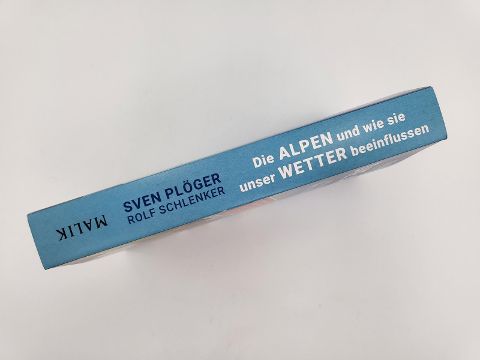 MALIK
SVEN PLÖGER
ROLF SCHLENKER
Die ALPEN und wie sie
unser WETTER beeinflussen